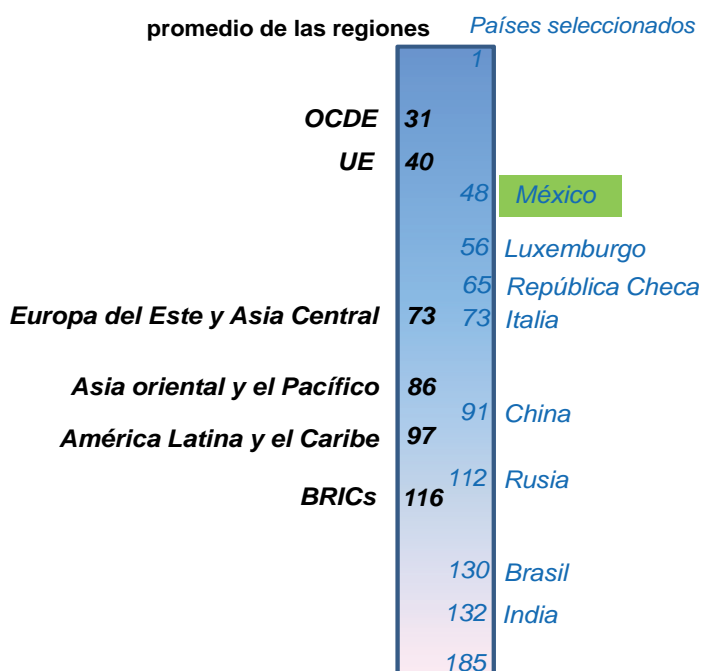 promedio de las regiones Países seleccionados
1
OCDE 31
UE 40
48 México
56 Luxemburgo
65 República Checa
Europa del Este y Asia Central 73 73 Italia
Asia oriental y el Pacífico 86
91 China
América Latina y el Caribe 97
112 Rusia
BRICs 116
130 Brasil
132 India
185